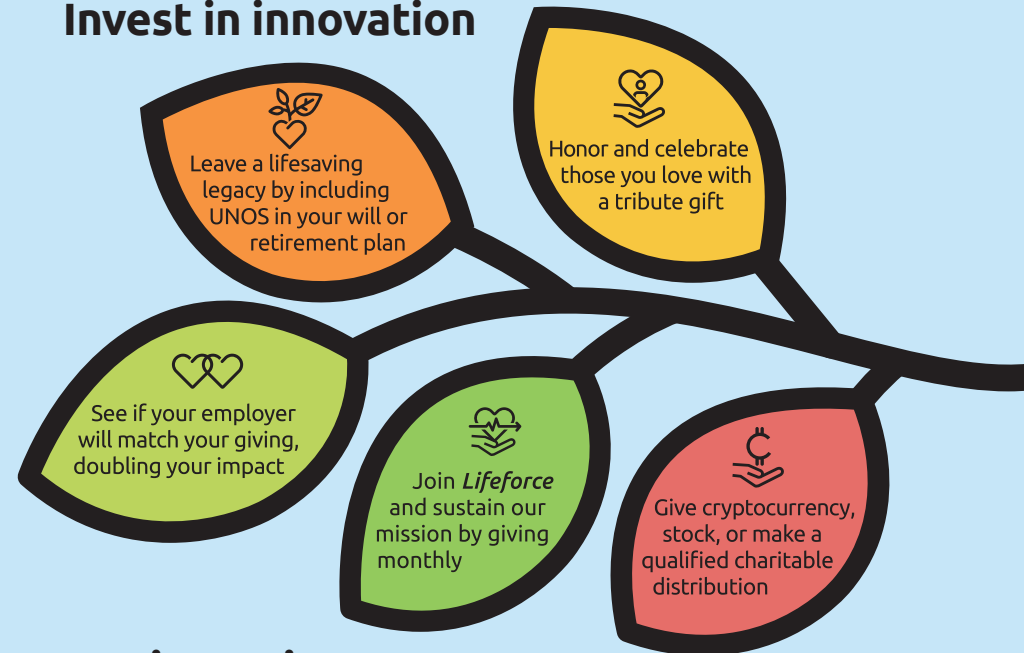 Invest in innovation
Leave a lifesaving
legacy by including
UNOS in your will or
retirement plan
Honor and celebrate
those you love with
a tribute gift
See if your employer
will match your giving,
doubling your impact
Join Lifeforce
and sustain our
mission by giving
monthly
Give cryptocurrency,
stock, or make a
qualified charitable
distribution